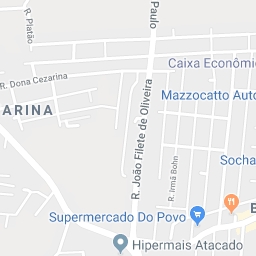 R. Platão
Paulo
Caixa Econômi
R. Dona Cezarina
Mazzocatto Auto
ARINA
R. João Filete de Oliveira
R. Irmã Bohn
Socha
Supermercado Do Povo
E
Hipermais Atacado